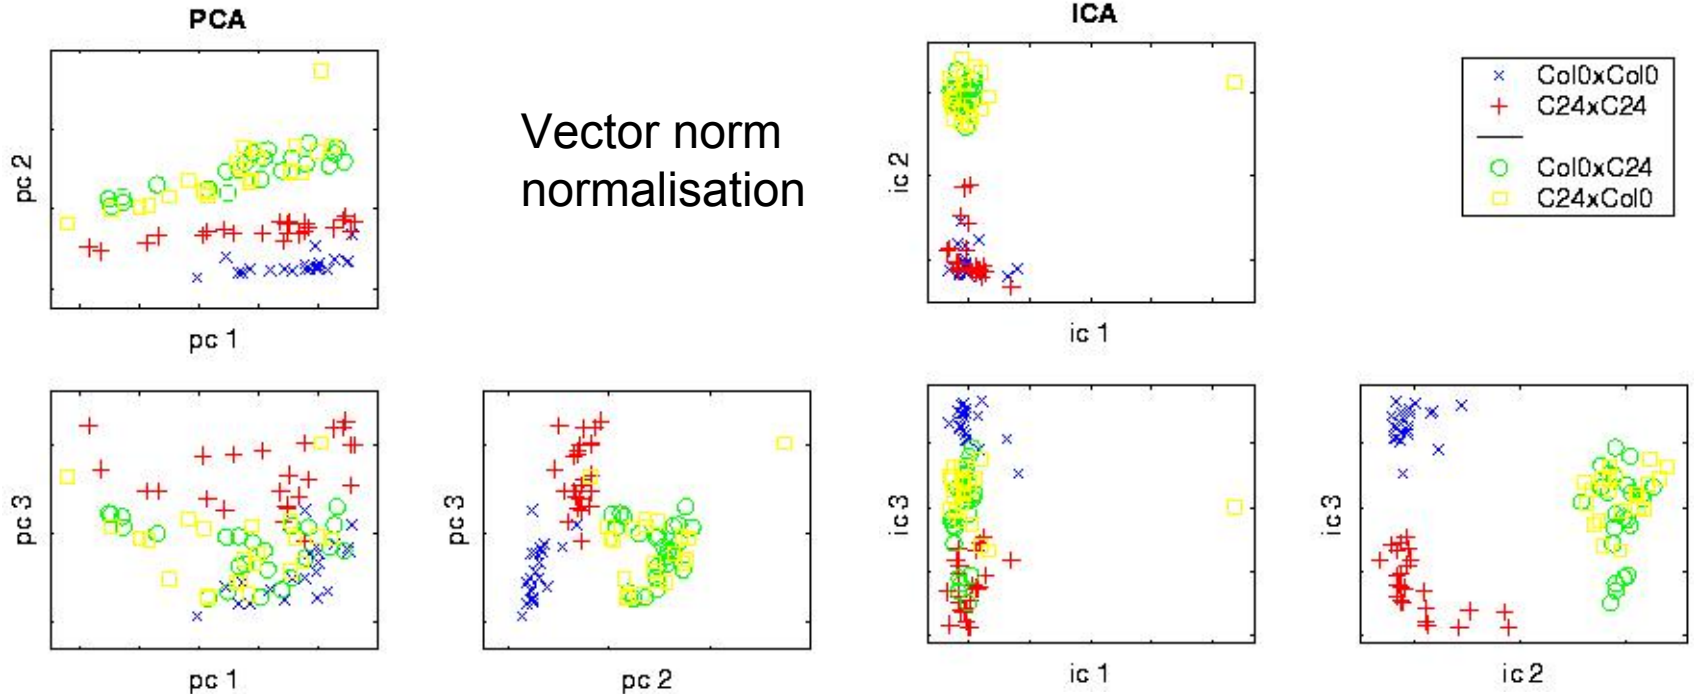 PCA
ICA
Vector norm
normalisation
pc 2
pc 1
ic 2
ic 1
Col0xCol0
C24xC24
Col0xC24
C24xCol0
pc 3
pc 1
pc 3
pc 2
ic 3
ic 1
ic 3
ic 2